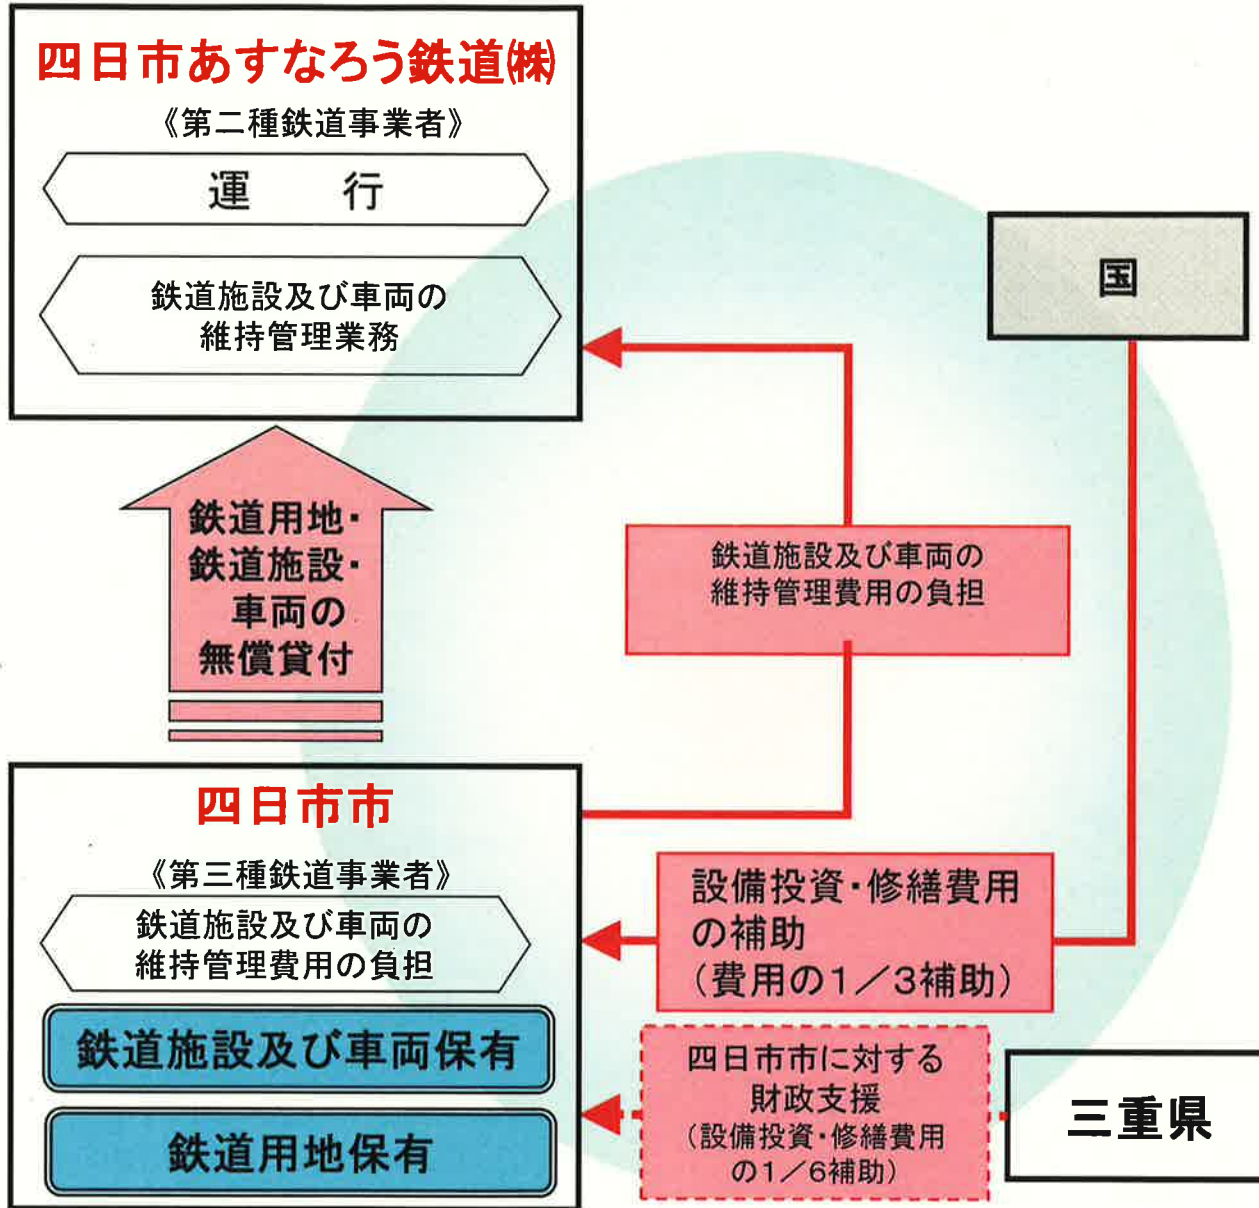 四日市あすなろう鉄道㈱
《第二種鉄道事業者》
運　行
鉄道施設及び車両の
維持管理業務
国
鉄道用地・
鉄道施設・
車両の
無償貸付
鉄道施設及び車両の
維持管理費用の負担
四日市市
《第三種鉄道事業者》
鉄道施設及び車両の
維持管理費用の負担
鉄道施設及び車両保有
鉄道用地保有
設備投資・修繕費用
の補助
（費用の1／3補助）
四日市市に対する
財政支援
（設備投資・修繕費用
の1／6補助）
三重県